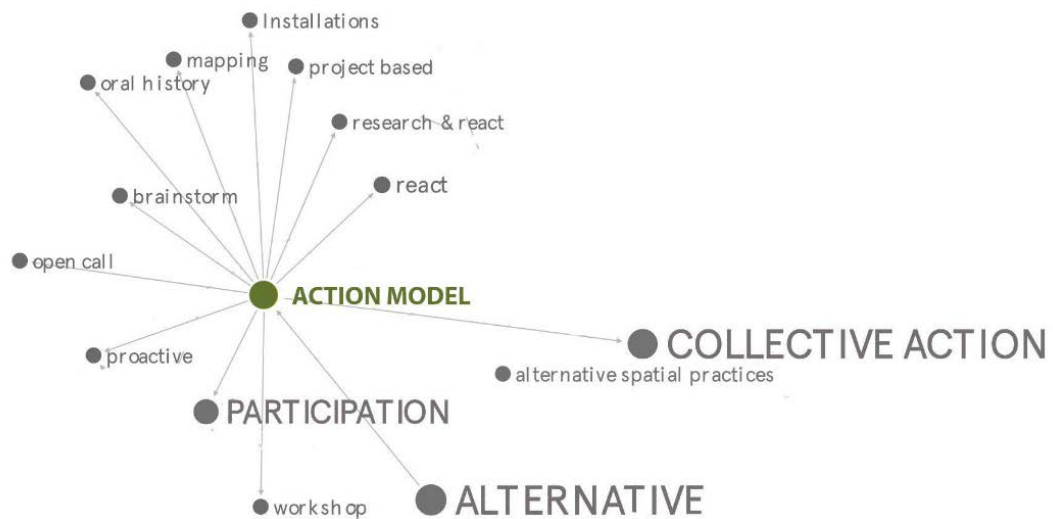 Installations
mapping
project based
oral history
research & react
react
brainstorm
open call
ACTION MODEL
COLLECTIVE ACTION
proactive
alternative spatial practices
PARTICIPATION
ALTERNATIVE
workshop